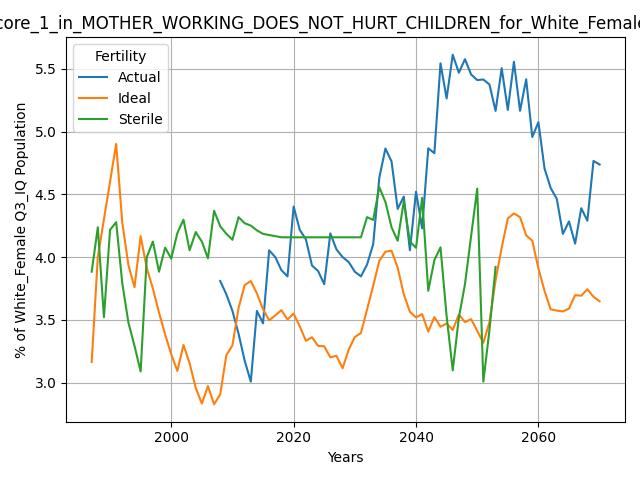 core_1_in_MOTHER_WORKING_DOES_NOT_HURT_CHILDREN_for_White_Female
Fertility
Actual
Ideal
Sterile
% of White_Female Q3_IQ Population
5.5
5.0
4.5
4.0
3.5
3.0
2000 2020 2040 2060
Years